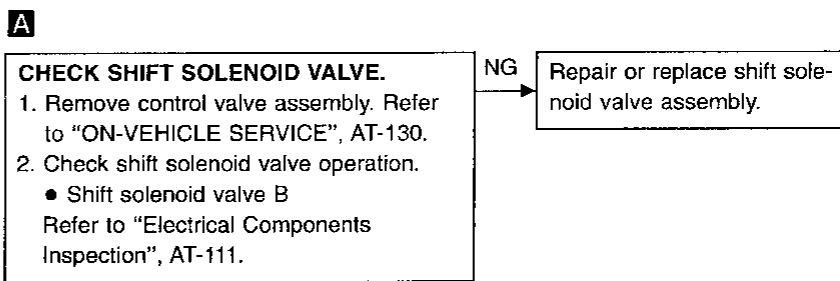 A
CHECK SHIFT SOLENOID VALVE.
1. Remove control valve assembly. Refer
to “ON-VEHICLE SERVICE”, AT-130.
2. Check shift solenoid valve operation.
● Shift solenoid valve B
Refer to “Electrical Components
Inspection”, AT-111.
NG
Repair or replace shift sole-
noid valve assembly.